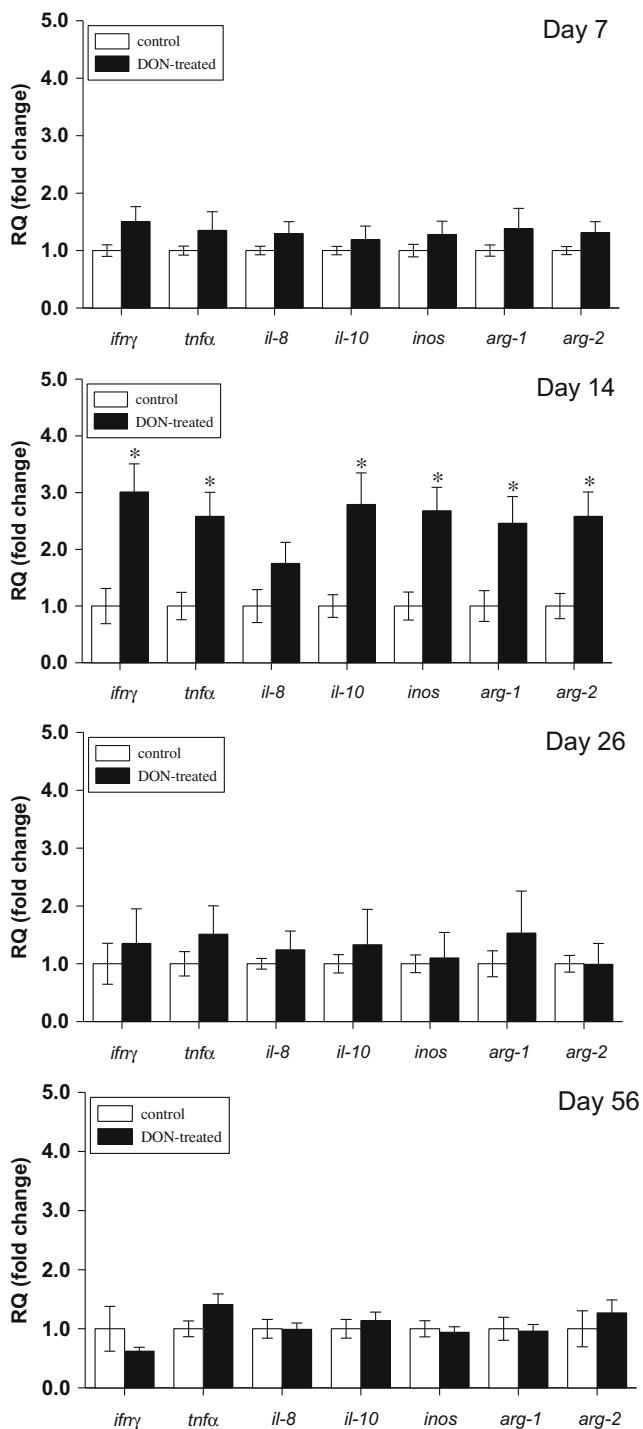 Day 7
control
DON-treated
RQ (fold change)
5.0
4.0
3.0
2.0
1.0
0.0
ifnγ tnfα il-8 il-10 inos arg-1 arg-2
Day 14
control
DON-treated
RQ (fold change)
5.0
4.0
3.0
2.0
1.0
0.0
* * * * * *
ifnγ tnfα il-8 il-10 inos arg-1 arg-2
Day 26
control
DON-treated
RQ (fold change)
5.0
4.0
3.0
2.0
1.0
0.0
ifnγ tnfα il-8 il-10 inos arg-1 arg-2
Day 56
control
DON-treated
RQ (fold change)
5.0
4.0
3.0
2.0
1.0
0.0
ifnγ tnfα il-8 il-10 inos arg-1 arg-2